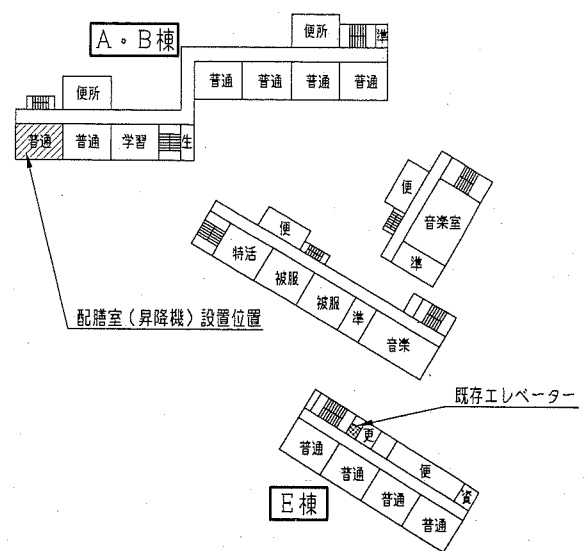 A・B棟
便所
準
普通
普通
普通
普通
便所
普通
普通
学習
生
便
音楽室
準
便
特活
被服
被服
準
音楽
配膳室(昇降機)設置位置
既存エレベーター
更
便
資
普通
普通
普通
普通
E棟